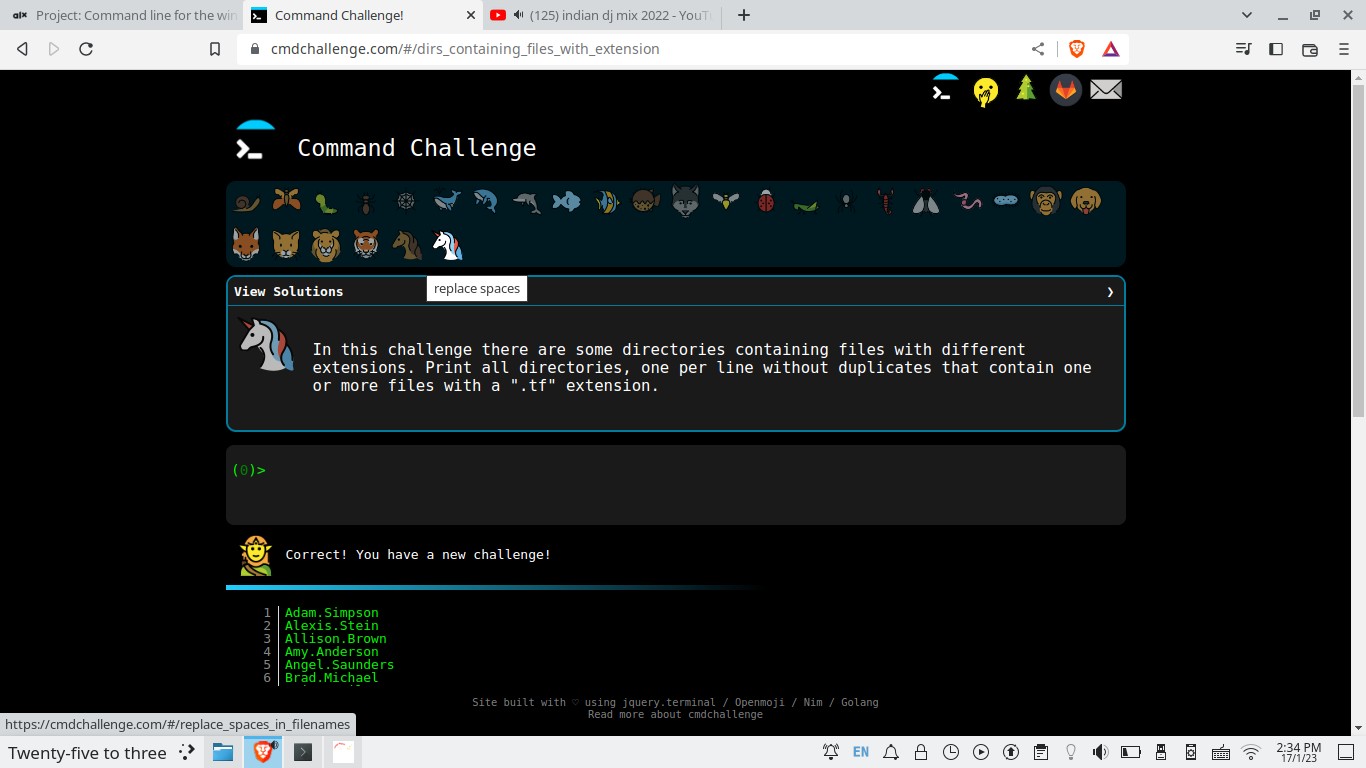 alx Project: Command line for the win
Command Challenge!
(125) indian dj mix 2022 - YouT
cmdchallenge.com/#/dirs_containing_files_with_extension
Command Challenge
View Solutions
replace spaces
In this challenge there are some directories containing files with different
extensions. Print all directories, one per line without duplicates that contain one
or more files with a ".tf" extension.
(0)>
Correct! You have a new challenge!
1 Adam.Simpson
2 Alexis.Stein
3 Allison.Brown
4 Amy.Anderson
5 Angel.Saunders
6 Brad.Michael
Site built with ♡ using jquery.terminal / Openmoji / Nim / Golang
Read more about cmdchallenge
https://cmdchallenge.com/#/replace_spaces_in_filenames
Twenty-five to three
EN
2:34 PM
17/1/23